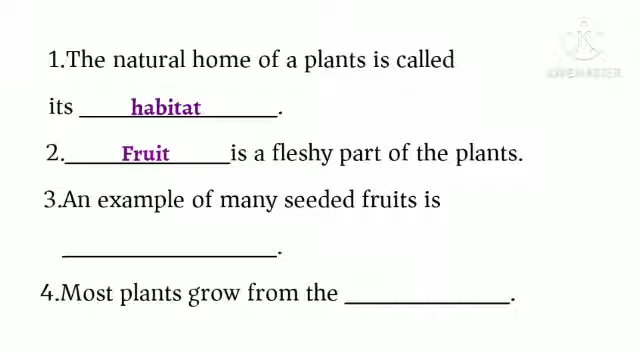 1.The natural home of a plants is called
its habitat.
2. Fruit is a fleshy part of the plants.
3.An example of many seeded fruits is
.
4.Most plants grow from the .
KINEMASTER